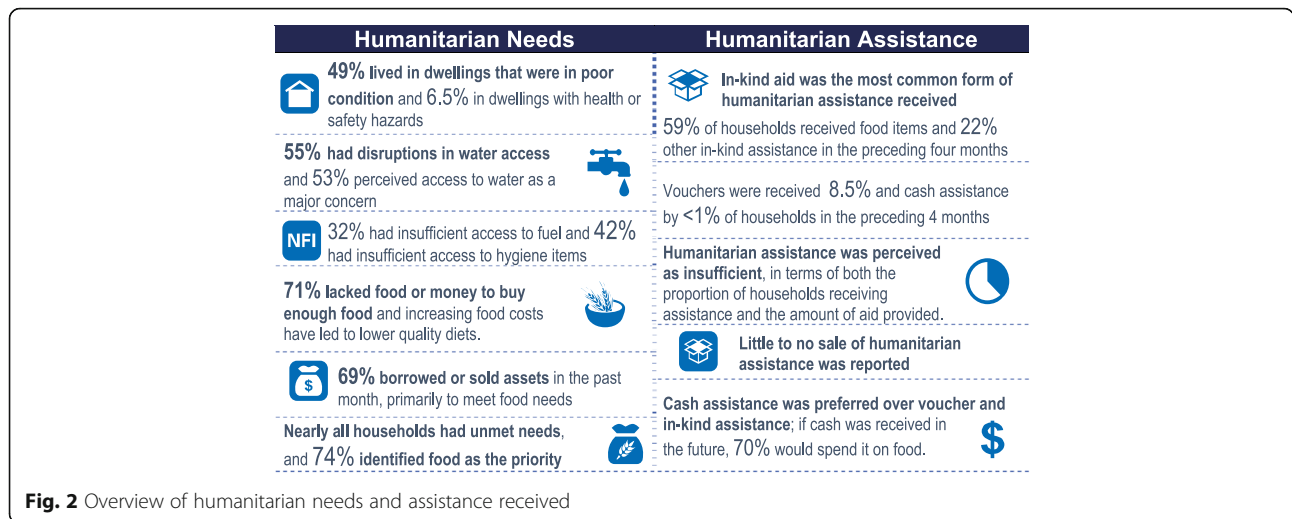 Humanitarian Needs
49% lived in dwellings that were in poor
condition and 6.5% in dwellings with health or
safety hazards
55% had disruptions in water access
and 53% perceived access to water as a
major concern
NFI
32% had insufficient access to fuel and 42%
had insufficient access to hygiene items
71% lacked food or money to buy
enough food and increasing food costs
have led to lower quality diets.
$
69% borrowed or sold assets in the past
month, primarily to meet food needs
Nearly all households had unmet needs,
and 74% identified food as the priority
Humanitarian Assistance
In-kind aid was the most common form of
humanitarian assistance received
59% of households received food items and 22%
other in-kind assistance in the preceding four months
Vouchers were received 8.5% and cash assistance
by <1% of households in the preceding 4 months
Humanitarian assistance was perceived
as insufficient, in terms of both the
proportion of households receiving
assistance and the amount of aid provided.
Little to no sale of humanitarian
assistance was reported
Cash assistance was preferred over voucher and
in-kind assistance; if cash was received in
the future, 70% would spend it on food.
$
Fig. 2 Overview of humanitarian needs and assistance received